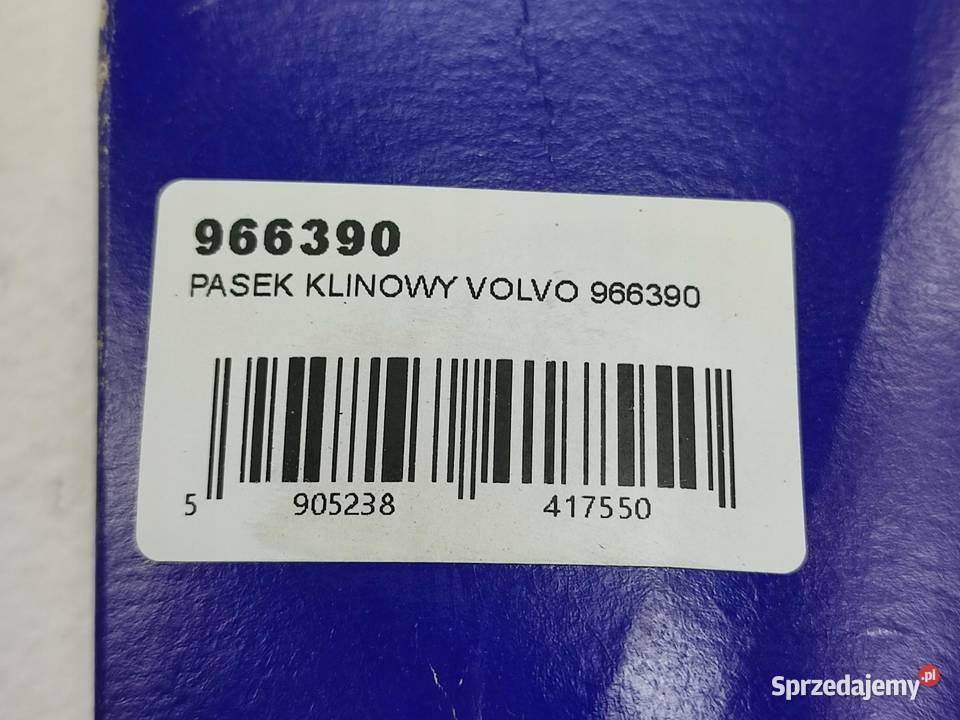 966390
PASEK KLINOWY VOLVO 966390
5 905238 417550
Sprzedajemy.pl